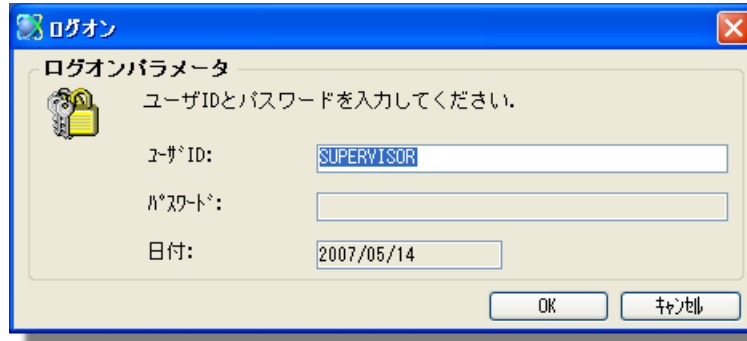 ログオン
ログオンパラメータ
ユーザIDとパスワードを入力してください.
ﾕｰｻﾞID: SUPERVISOR
ﾊﾟｽﾜｰﾄﾞ:
日付: 2007/05/14
OK ｷｬﾝｾﾙ